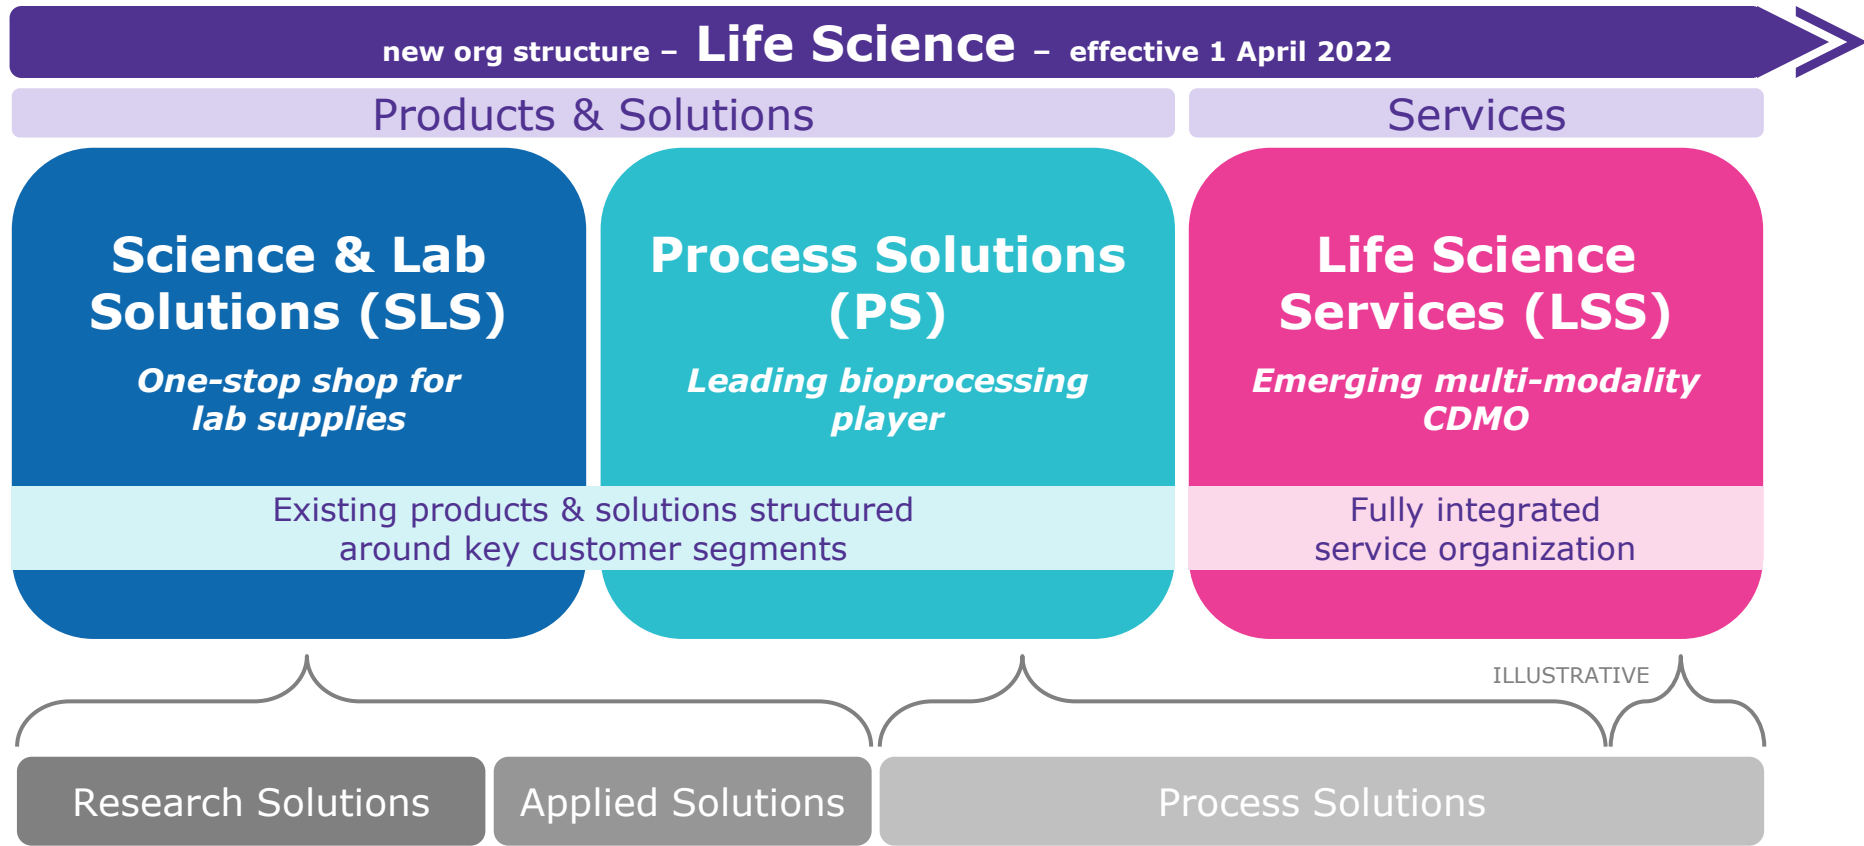 new org structure – Life Science – effective 1 April 2022
Products & Solutions
Services
Science & Lab
Solutions (SLS)
One-stop shop for
lab supplies
Process Solutions
(PS)
Leading bioprocessing
player
Life Science
Services (LSS)
Emerging multi-modality
CDMO
Existing products & solutions structured
around key customer segments
Fully integrated
service organization
ILLUSTRATIVE
Research Solutions
Applied Solutions
Process Solutions